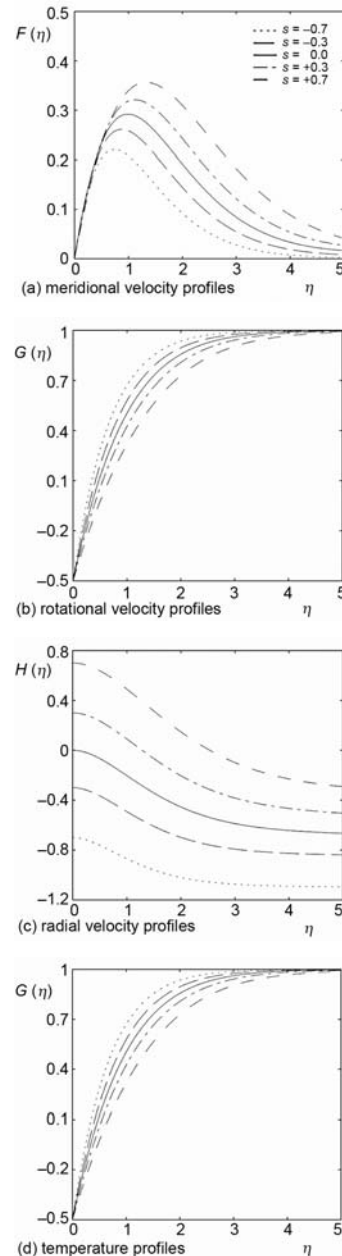 F(η)
0.5
0.4
0.3
0.2
0.1
0
s = –0.7
s = –0.3
s = 0.0
s = +0.3
s = +0.7
0 1 2 3 4 5
(a) meridional velocity profiles η
G(η)
1
0.7
0.4
0.1
–0.2
–0.5
0 1 2 3 4 5
(b) rotational velocity profiles η
H(η)
0.8
0.4
0
–0.4
–0.8
–1.2
0 1 2 3 4 5
(c) radial velocity profiles η
G(η)
1
0.7
0.4
0.1
–0.2
–0.5
0 1 2 3 4 5
(d) temperature profiles η